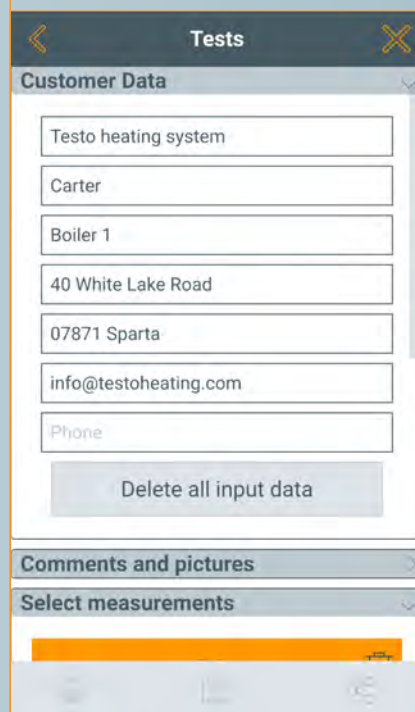 Tests
Customer Data
Testo heating system
Carter
Boiler 1
40 White Lake Road
07871 Sparta
info@testoheating.com
Phone
Delete all input data
Comments and pictures
Select measurements